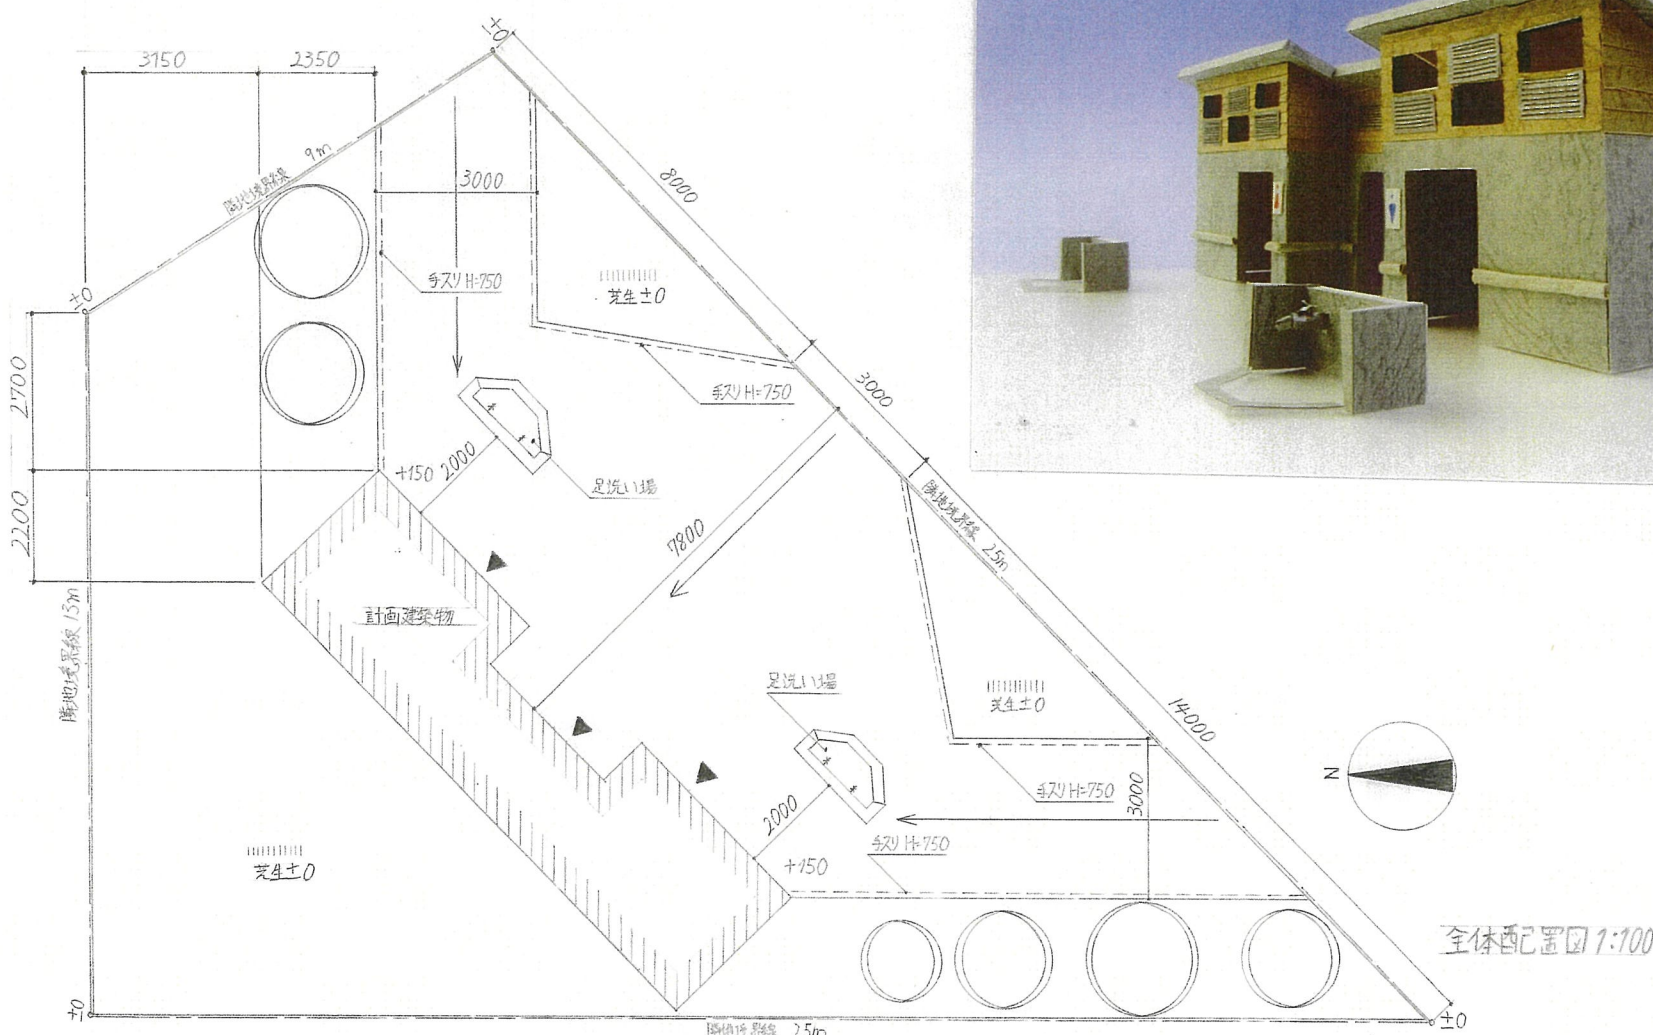 ±0
3150
2350
隣地境界線 9m
3000
8000
手スリ H=750
芝生±0
±0
手スリ H=750
3000
2700
+150
2000
足洗い場
隣地境界線 25m
2200
7800
計画建築物
隣地境界線 13m
足洗い場
芝生±0
14000
手スリ H=750
3000
N
2000
手スリ H=750
芝生±0
+150
全体配置図 1:100
±0
隣地境界線 25m
±0